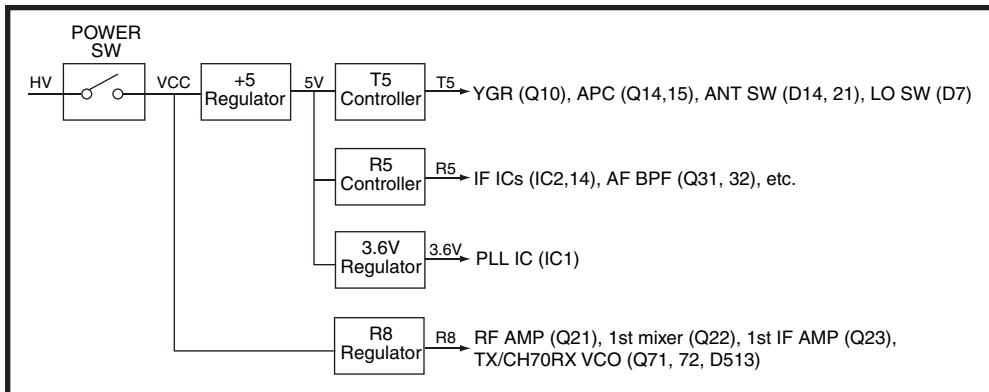 POWER
SW
HV
VCC
+5
Regulator
5V
T5
Controller
T5
YGR (Q10), APC (Q14,15), ANT SW (D14, 21), LO SW (D7)
R5
Controller
R5
IF ICs (IC2,14), AF BPF (Q31, 32), etc.
3.6V
Regulator
3.6V
PLL IC (IC1)
R8
Regulator
R8
RF AMP (Q21), 1st mixer (Q22), 1st IF AMP (Q23),
TX/CH70RX VCO (Q71, 72, D513)